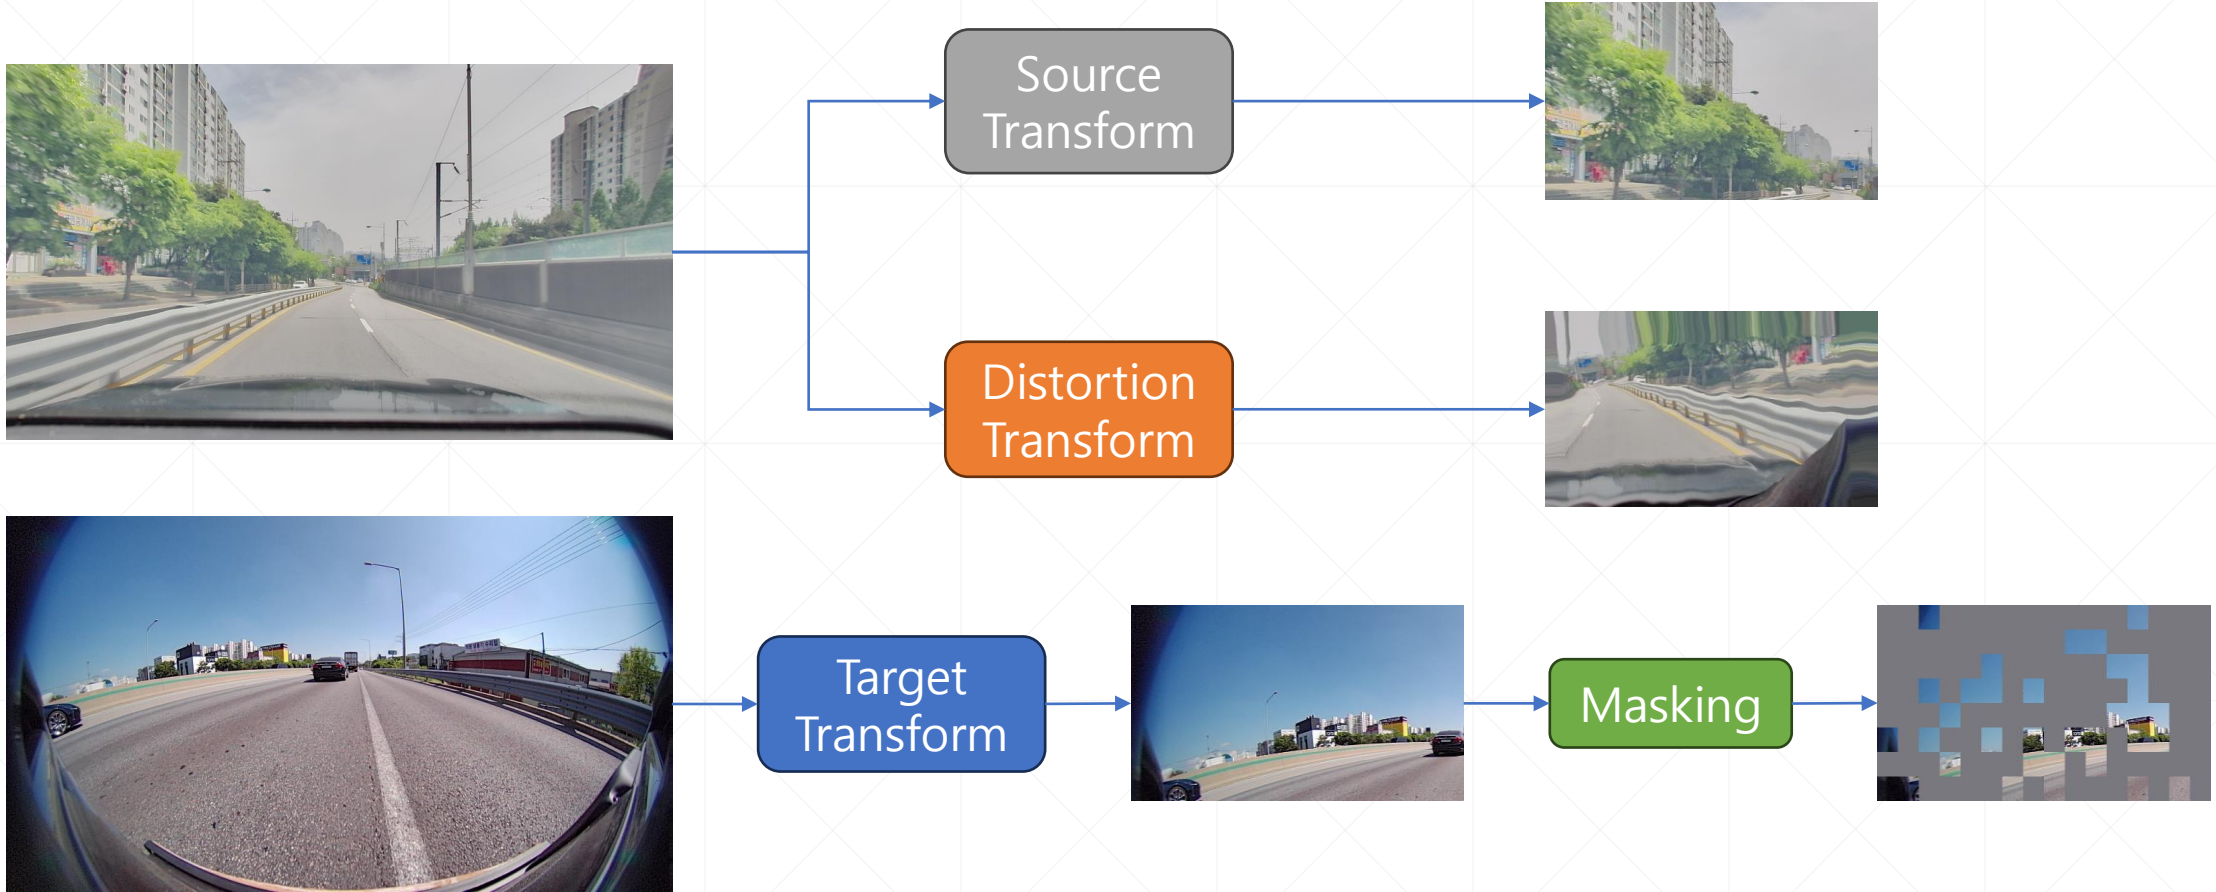 Source
Transform
Distortion
Transform
Target
Transform
Masking